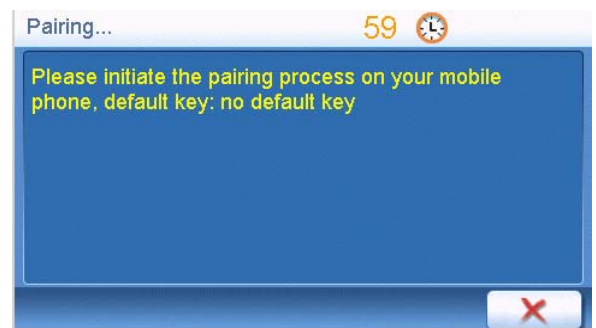 Pairing...
59
Please initiate the pairing process on your mobile
phone, default key: no default key